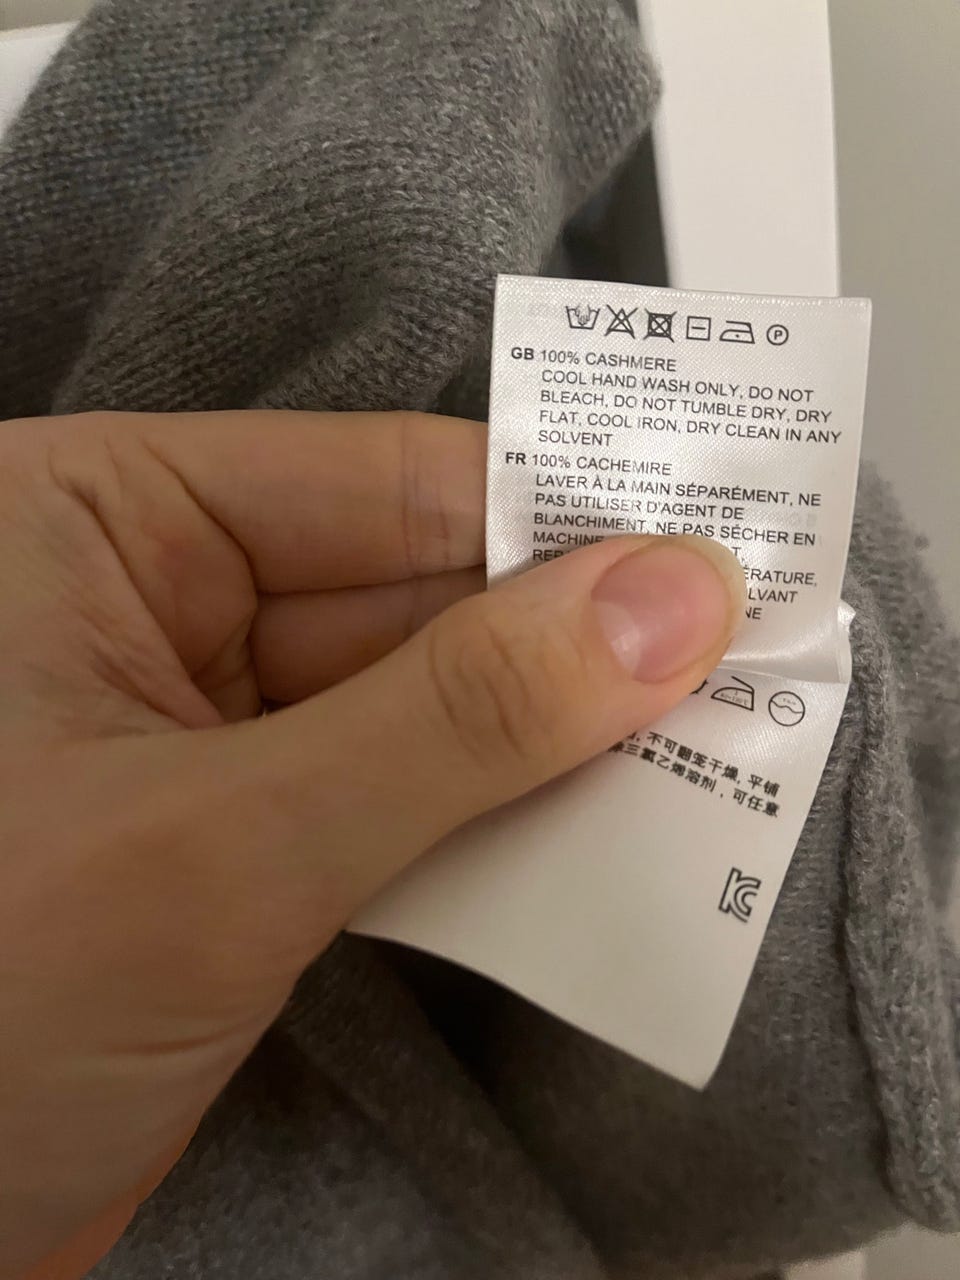 P
GB 100% CASHMERE
COOL HAND WASH ONLY, DO NOT
BLEACH, DO NOT TUMBLE DRY, DRY
FLAT, COOL IRON, DRY CLEAN IN ANY
SOLVENT
FR 100% CACHEMIRE
LAVER À LA MAIN SÉPARÉMENT, NE
PAS UTILISER D'AGENT DE
BLANCHIMENT, NE PAS SÉCHER EN
MACHINE
不可翻笼干燥, 平铺
三氯乙烯溶剂, 可任意
KC